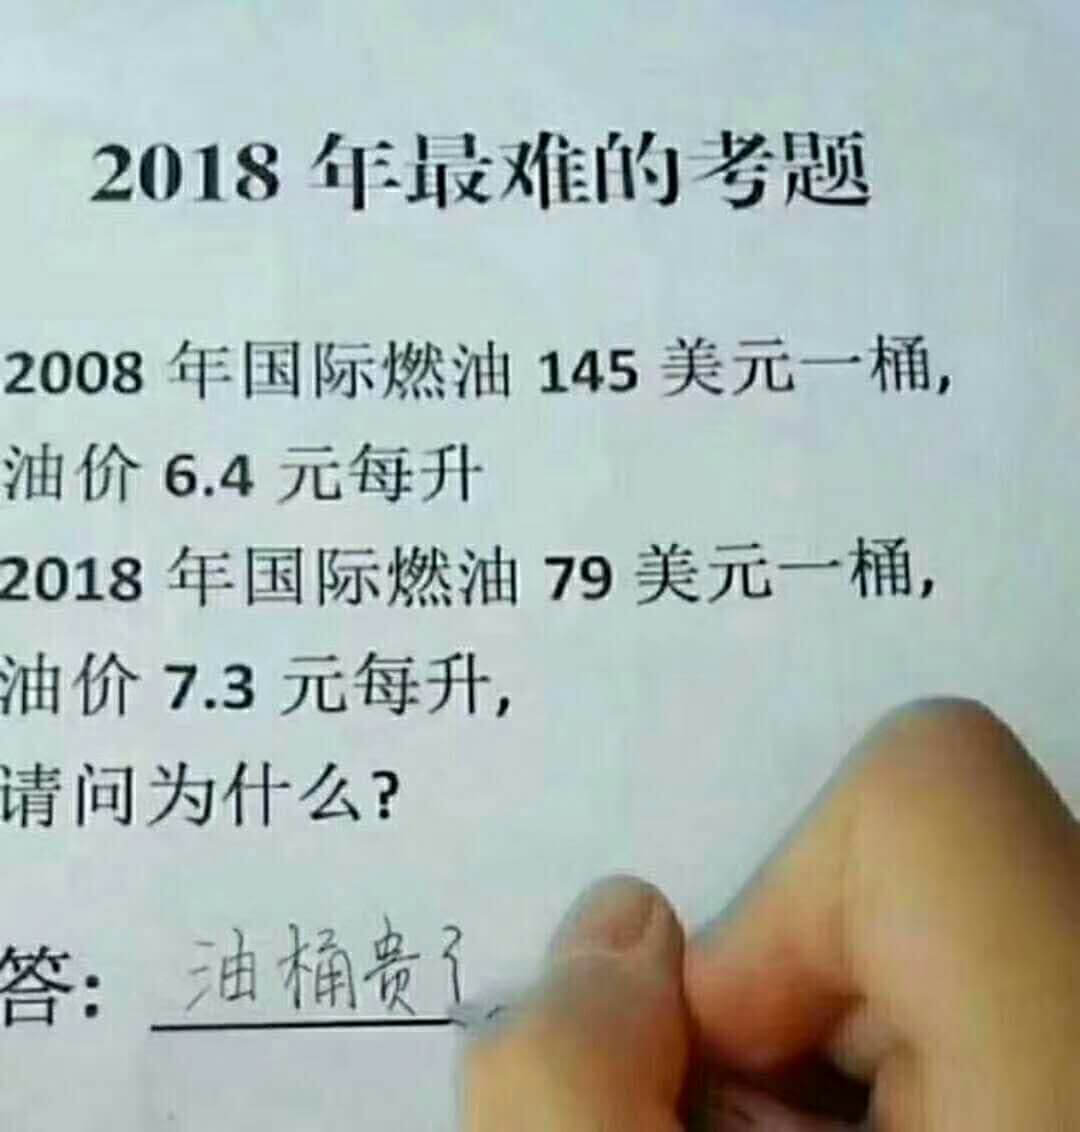 2018 年最难的考题
2008 年国际燃油 145 美元一桶,
油价 6.4 元每升
2018 年国际燃油 79 美元一桶,
油价 7.3 元每升,
请问为什么?
答: 油桶贵了